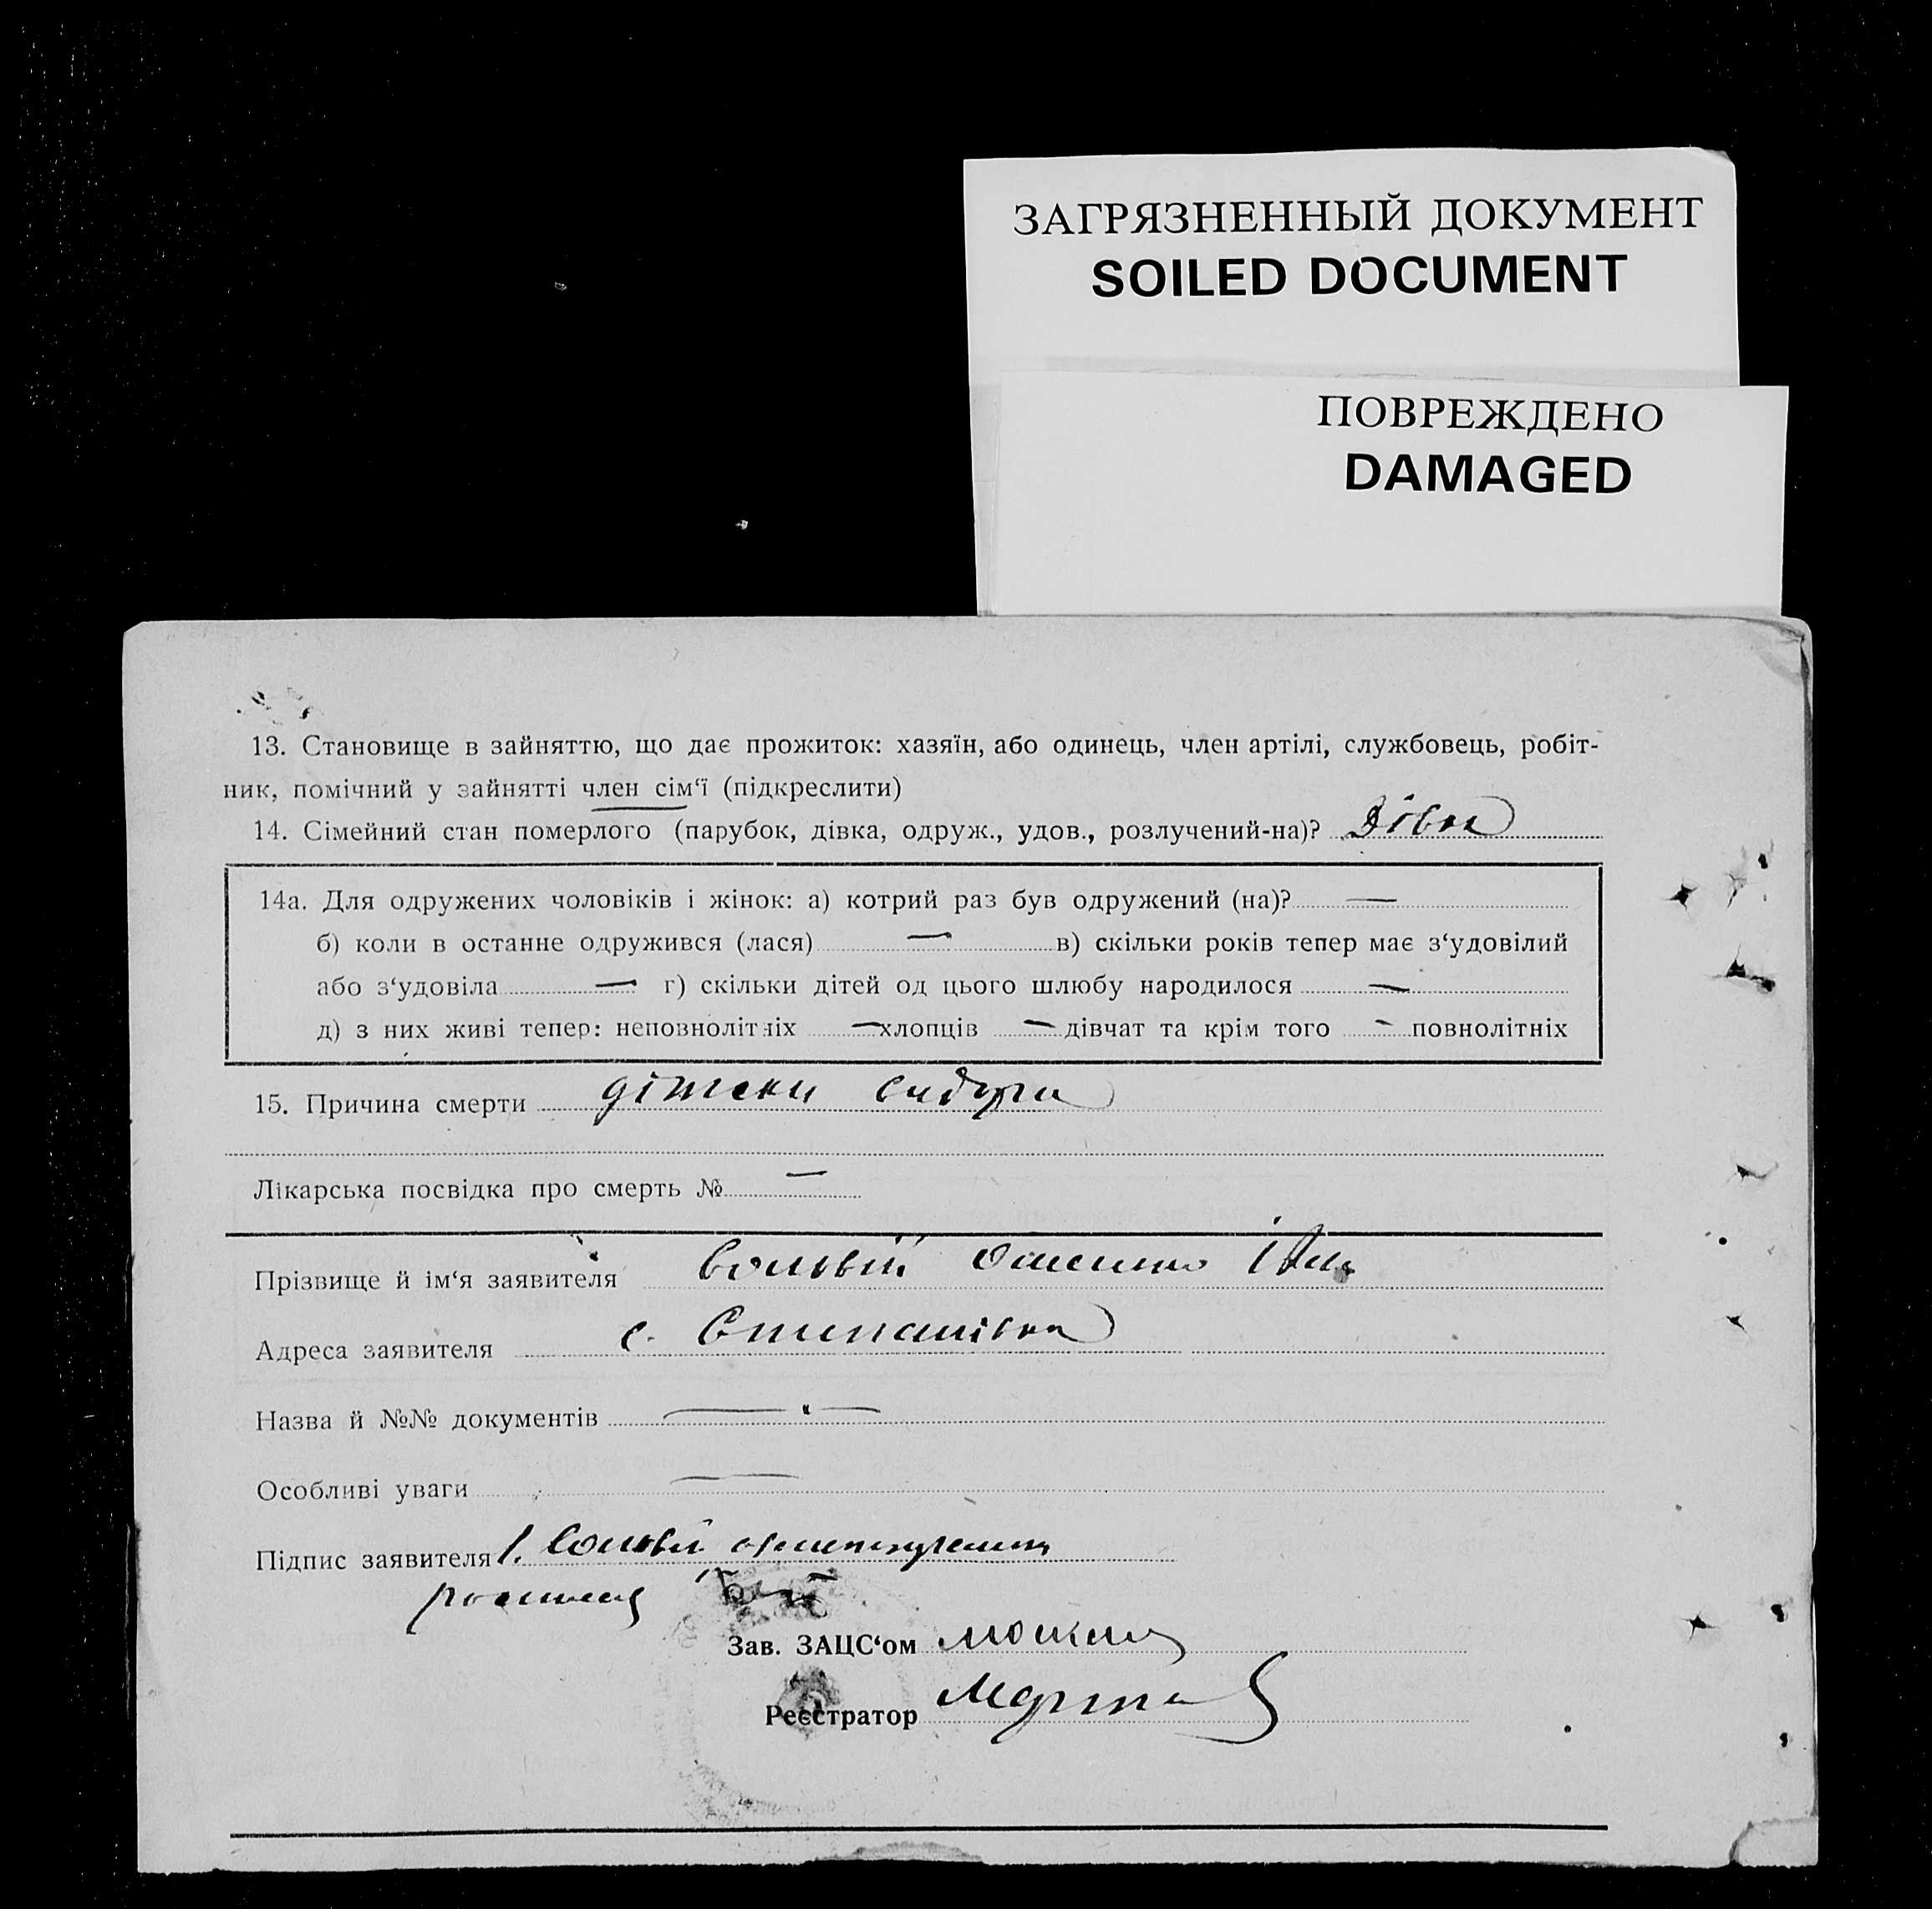 ЗАГРЯЗНЕННЫЙ ДОКУМЕНТ
SOILED DOCUMENT
ПОВРЕЖДЕНО
DAMAGED
13. Становище в зайняттю, що дає прожиток: хазяїн, або одинець, член артілі, службовець, робіт-
ник, помічний у зайнятті член сім‘ї (підкреслити)
14. Сімейний стан померлого (парубок, дівка, одруж., удов., розлучений-на)? Дівка
14а. Для одружених чоловіків і жінок: а) котрий раз був одружений (на)? —
б) коли в останне одружився (лася) — в) скільки років тепер має з‘удовілий
або з‘удовіла — г) скільки дітей од цього шлюбу народилося —
д) з них живі тепер: неповнолітніх — хлопців — дівчат та крім того - повнолітніх
15. Причина смерти
Лікарська посвідка про смерть № —
Прізвище й ім‘я заявителя
Адреса заявителя с. Степанівка
Назва й №№ документів — " —
Особливі уваги —
Підпис заявителя
Зав. ЗАЦС‘ом
Реєстратор